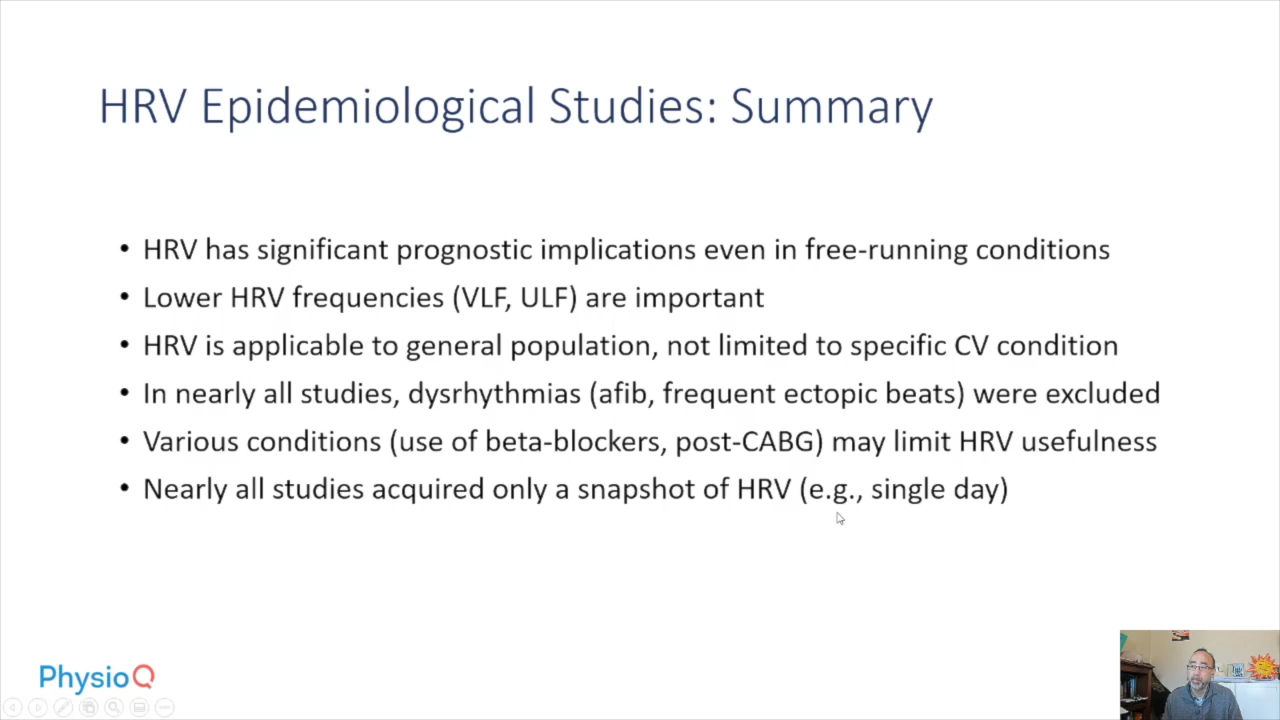 HRV Epidemiological Studies: Summary
• HRV has significant prognostic implications even in free-running conditions
• Lower HRV frequencies (VLF, ULF) are important
• HRV is applicable to general population, not limited to specific CV condition
• In nearly all studies, dysrhythmias (afib, frequent ectopic beats) were excluded
• Various conditions (use of beta-blockers, post-CABG) may limit HRV usefulness
• Nearly all studies acquired only a snapshot of HRV (e.g., single day)
PhysioQ